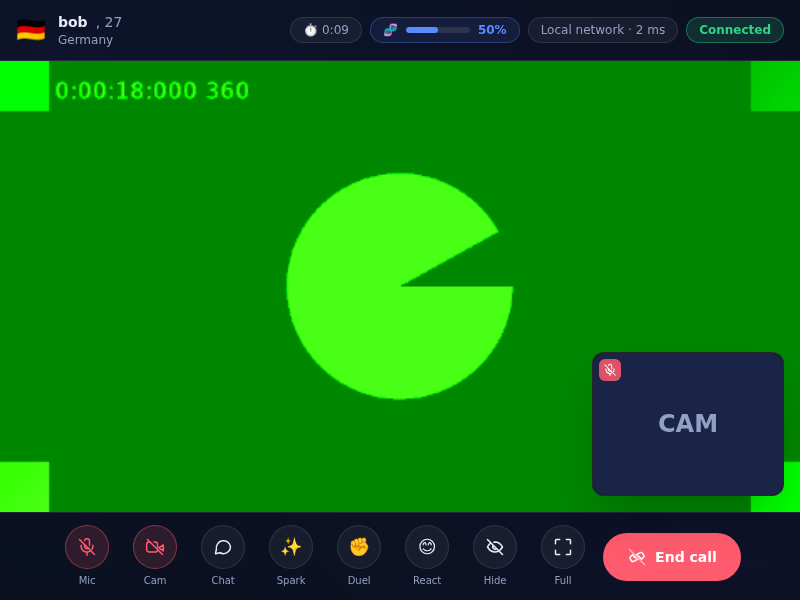 bob , 27
Germany
0:09
50%
Local network · 2 ms
Connected
0:00:18:000 360
CAM
Mic
Cam
Chat
Spark
Duel
React
Hide
Full
End call